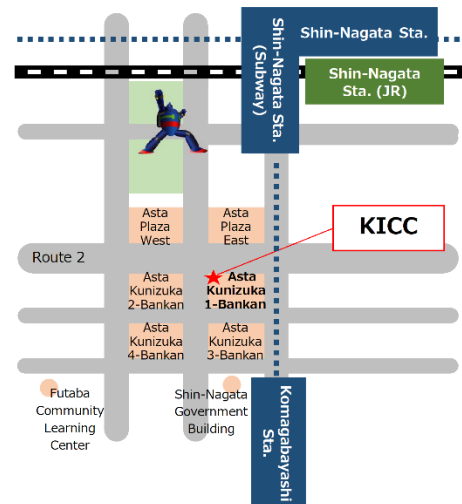 Shin-Nagata Sta.
Shin-Nagata Sta.
(Subway)
Shin-Nagata
Sta. (JR)
Asta
Plaza
West
Asta
Plaza
East
KICC
Route 2
Asta
Kunizuka
2-Bankan
Asta
Kunizuka
1-Bankan
Asta
Kunizuka
4-Bankan
Asta
Kunizuka
3-Bankan
Futaba
Community
Learning
Center
Shin-Nagata
Government
Building
Komagabayashi
Sta.